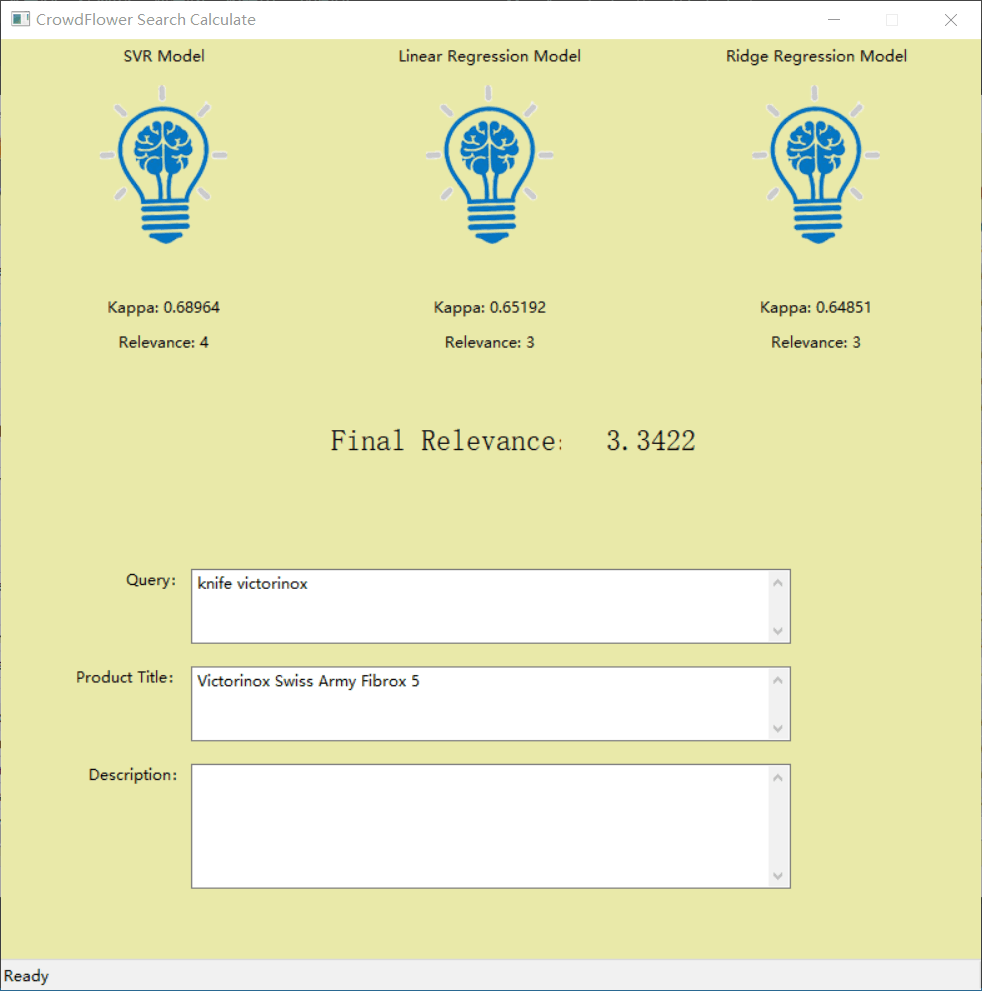 CrowdFlower Search Calculate
SVR Model
Linear Regression Model
Ridge Regression Model
Kappa: 0.68964
Kappa: 0.65192
Kappa: 0.64851
Relevance: 4
Relevance: 3
Relevance: 3
Final Relevance: 3.3422
Query:
knife victorinox
Product Title:
Victorinox Swiss Army Fibrox 5
Description:
Ready